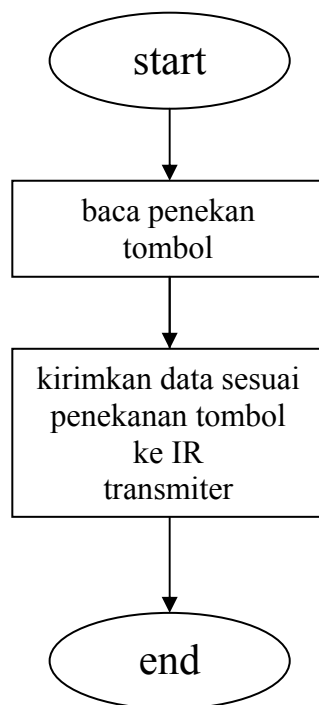 start
baca penekan
tombol
kirimkan data sesuai
penekanan tombol
ke IR
transmiter
end